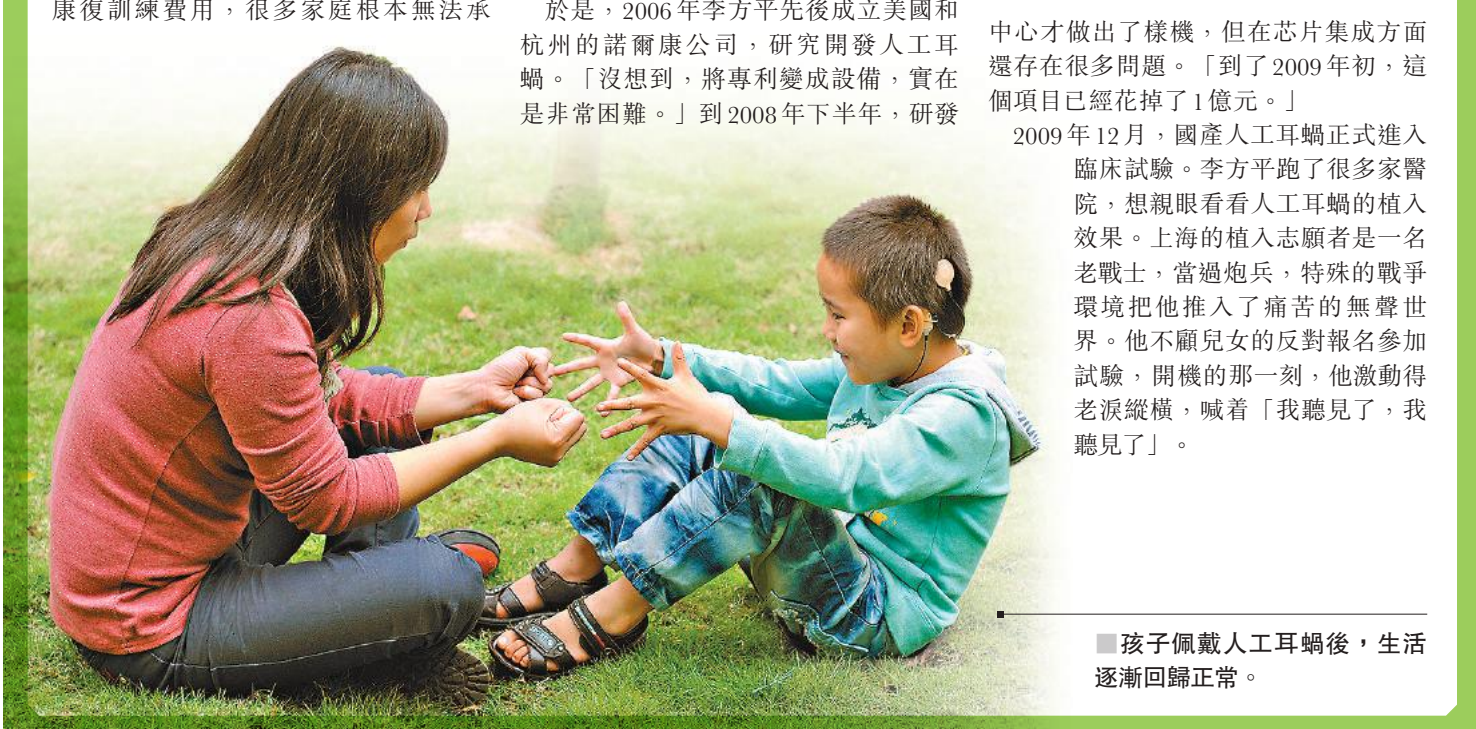 康復訓練費用，很多家庭根本無法承
於是，2006年李方平先後成立美國和
杭州的諾爾康公司，研究開發人工耳
蝸。「沒想到，將專利變成設備，實在
是非常困難。」到2008年下半年，研發
中心才做出了樣機，但在芯片集成方面
還存在很多問題。「到了2009年初，這
個項目已經花掉了1億元。」
2009年12月，國產人工耳蝸正式進入
臨床試驗。李方平跑了很多家醫
院，想親眼看看人工耳蝸的植入
效果。上海的植入志願者是一名
老戰士，當過炮兵，特殊的戰爭
環境把他推入了痛苦的無聲世
界。他不顧兒女的反對報名參加
試驗，開機的那一刻，他激動得
老淚縱橫，喊着「我聽見了，我
聽見了」。
■孩子佩戴人工耳蝸後，生活
逐漸回歸正常。